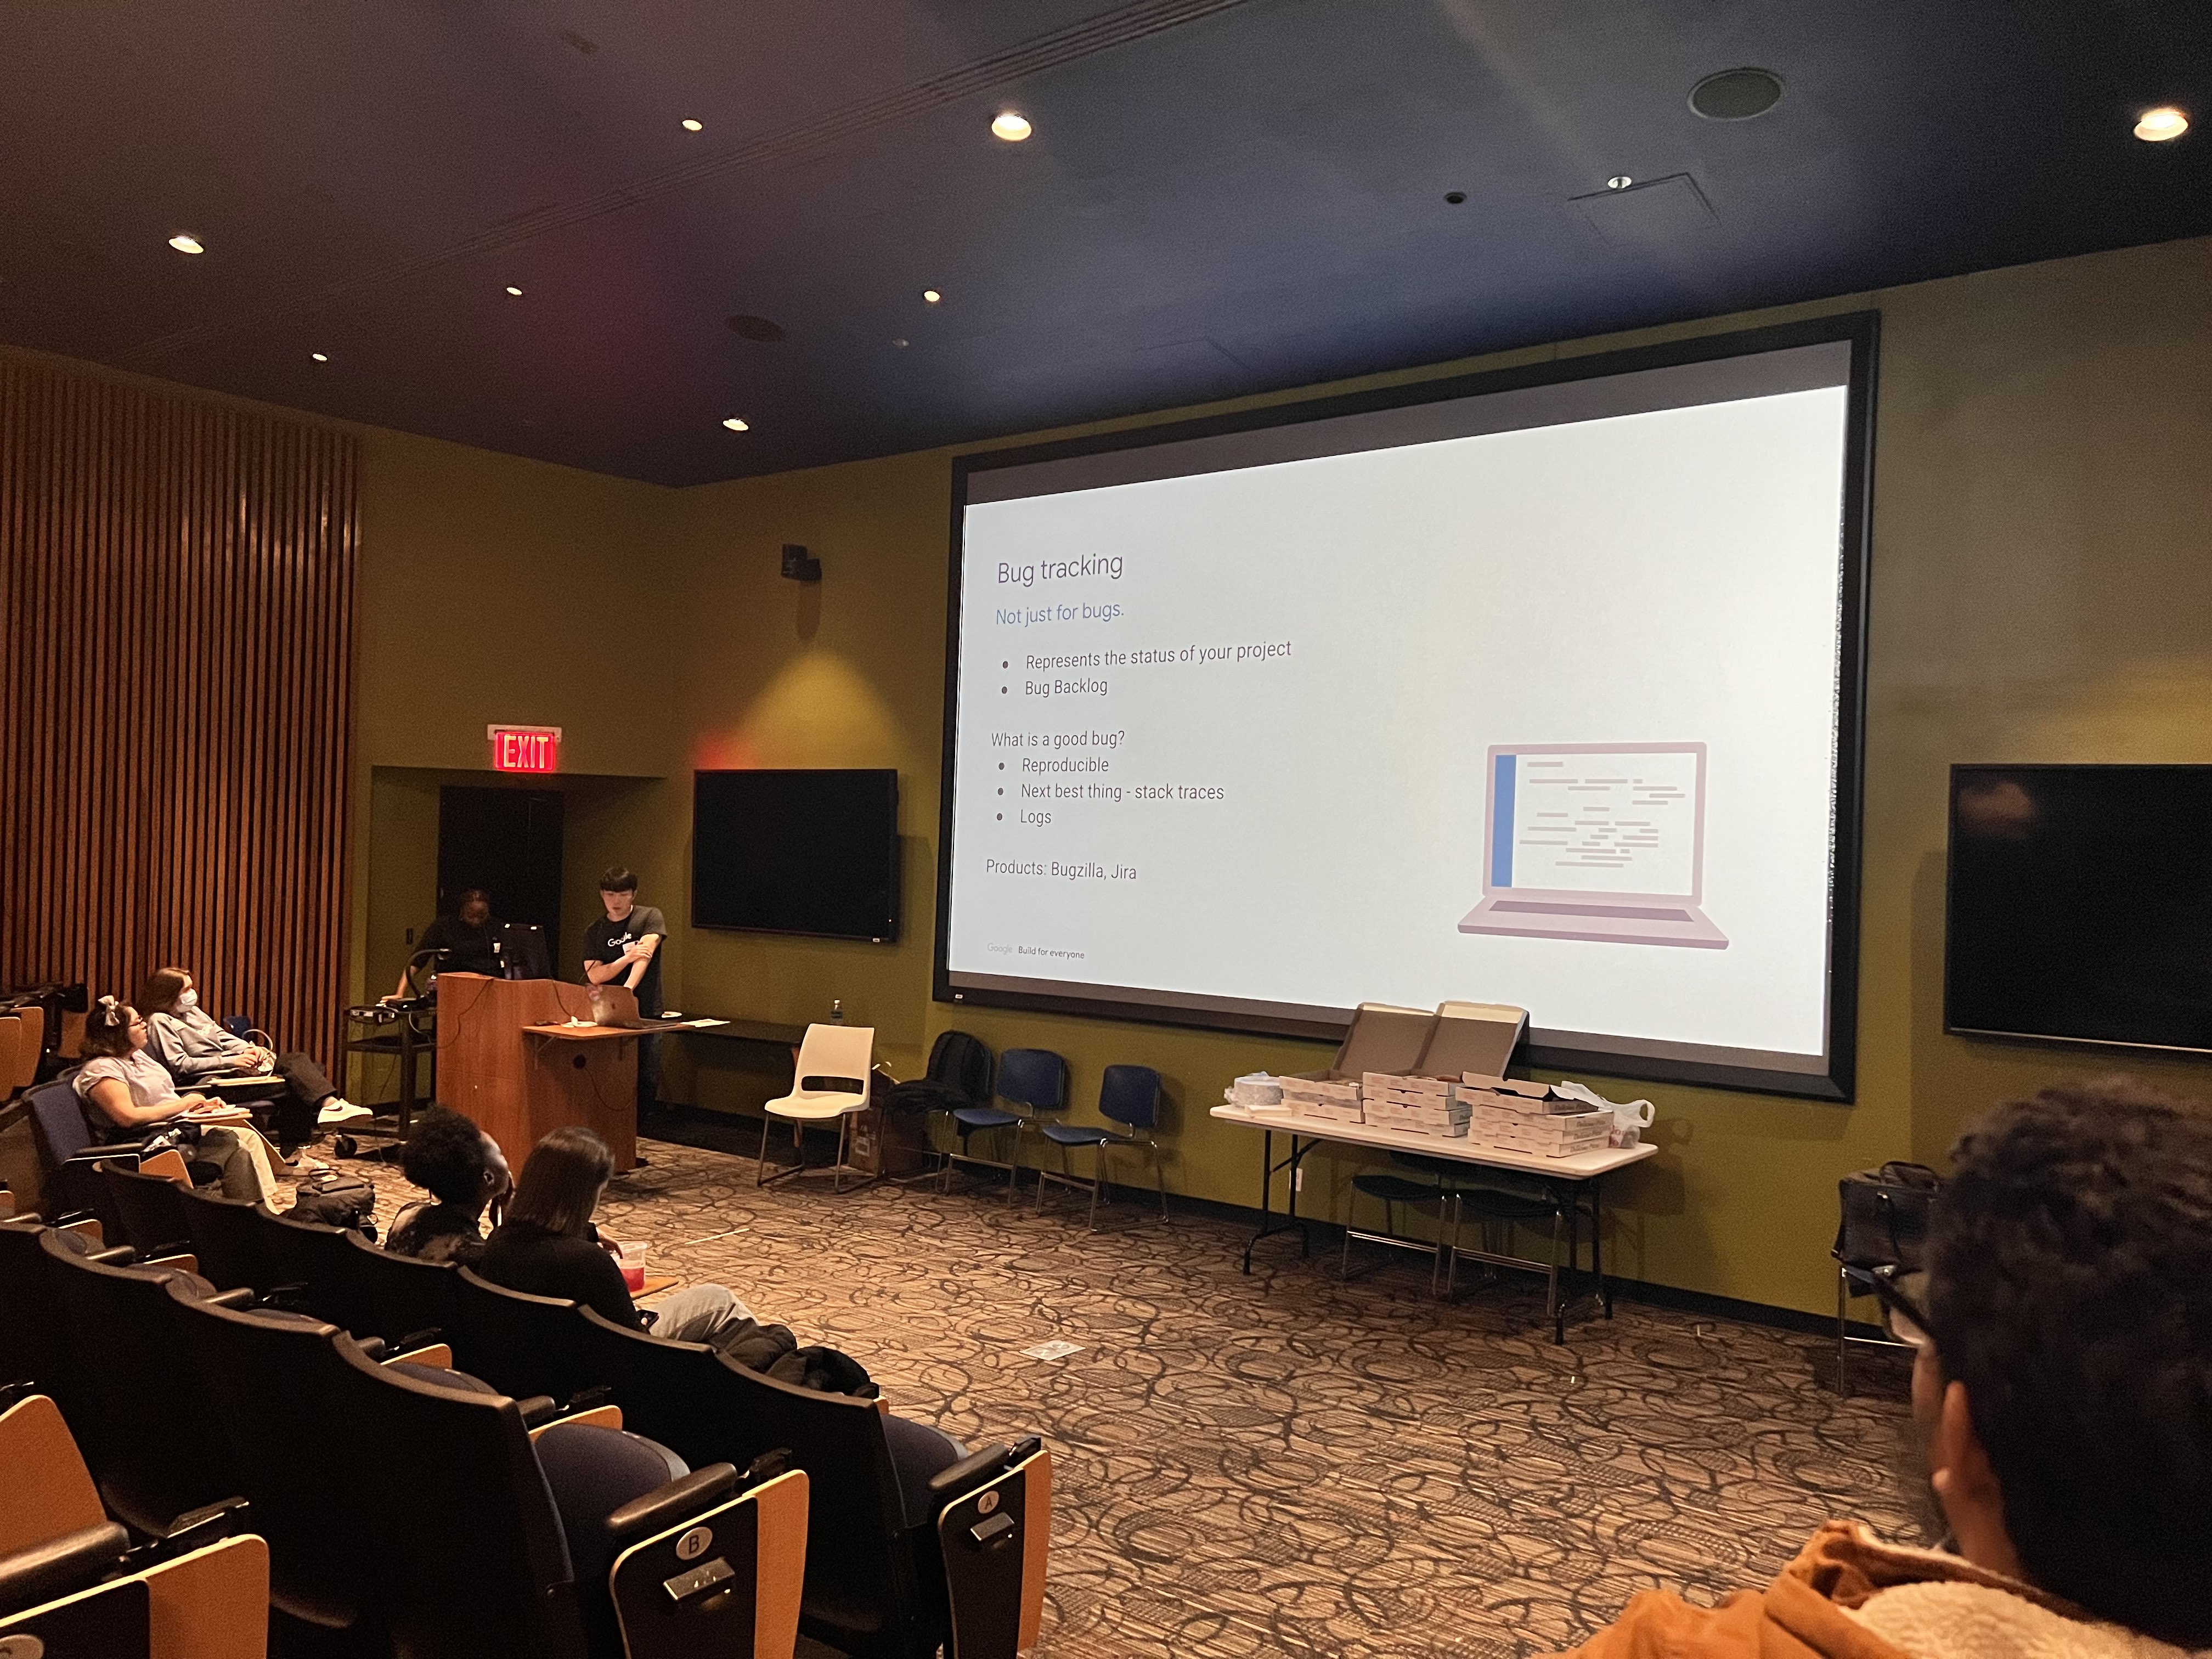 Bug tracking
Not just for bugs.
Represents the status of your project
Bug Backlog
What is a good bug?
Reproducible
Next best thing - stack traces
Logs
Products: Bugzilla, Jira
Google Build for everyone
EXIT
Google
A
B